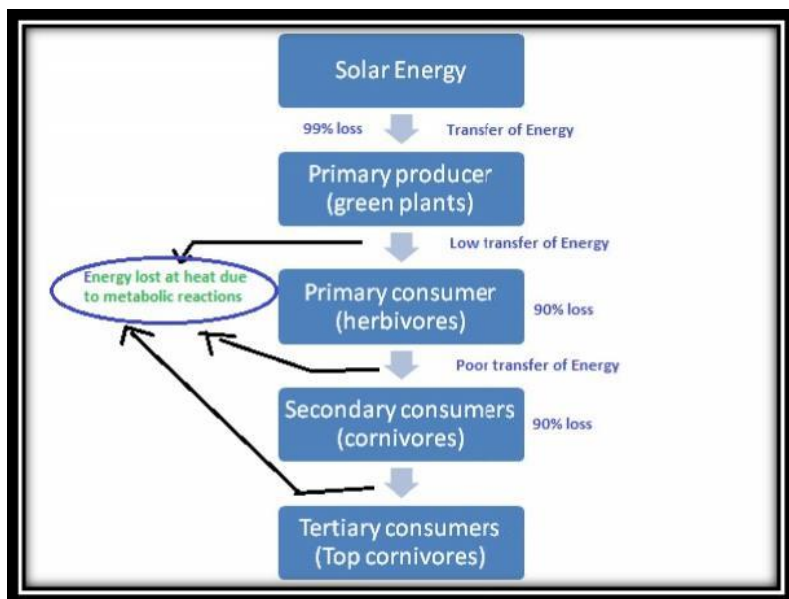 Solar Energy
99% loss
Transfer of Energy
Primary producer
(green plants)
Low transfer of Energy
Energy lost at heat due
to metabolic reactions
Primary consumer
(herbivores)
90% loss
Poor transfer of Energy
Secondary consumers
(cornivores)
90% loss
Tertiary consumers
(Top cornivores)